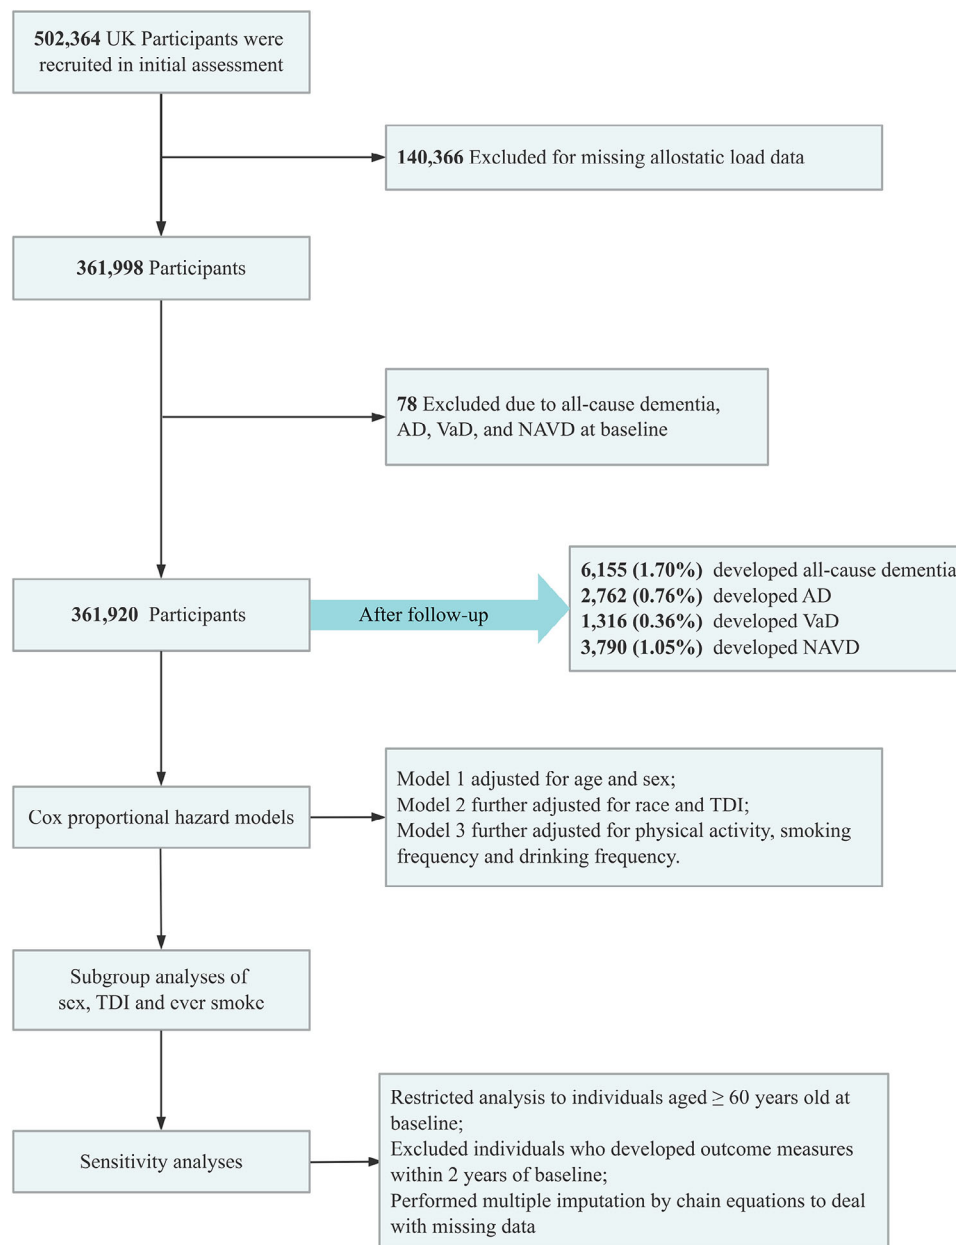 502,364 UK Participants were
recruited in initial assessment
140,366 Excluded for missing allostatic load data
361,998 Participants
78 Excluded due to all-cause dementia,
AD, VaD, and NAVD at baseline
361,920 Participants
After follow-up
6,155 (1.70%) developed all-cause dementia
2,762 (0.76%) developed AD
1,316 (0.36%) developed VaD
3,790 (1.05%) developed NAVD
Cox proportional hazard models
Model 1 adjusted for age and sex;
Model 2 further adjusted for race and TDI;
Model 3 further adjusted for physical activity, smoking
frequency and drinking frequency.
Subgroup analyses of
sex, TDI and ever smoke
Sensitivity analyses
Restricted analysis to individuals aged ≥ 60 years old at
baseline;
Excluded individuals who developed outcome measures
within 2 years of baseline;
Performed multiple imputation by chain equations to deal
with missing data